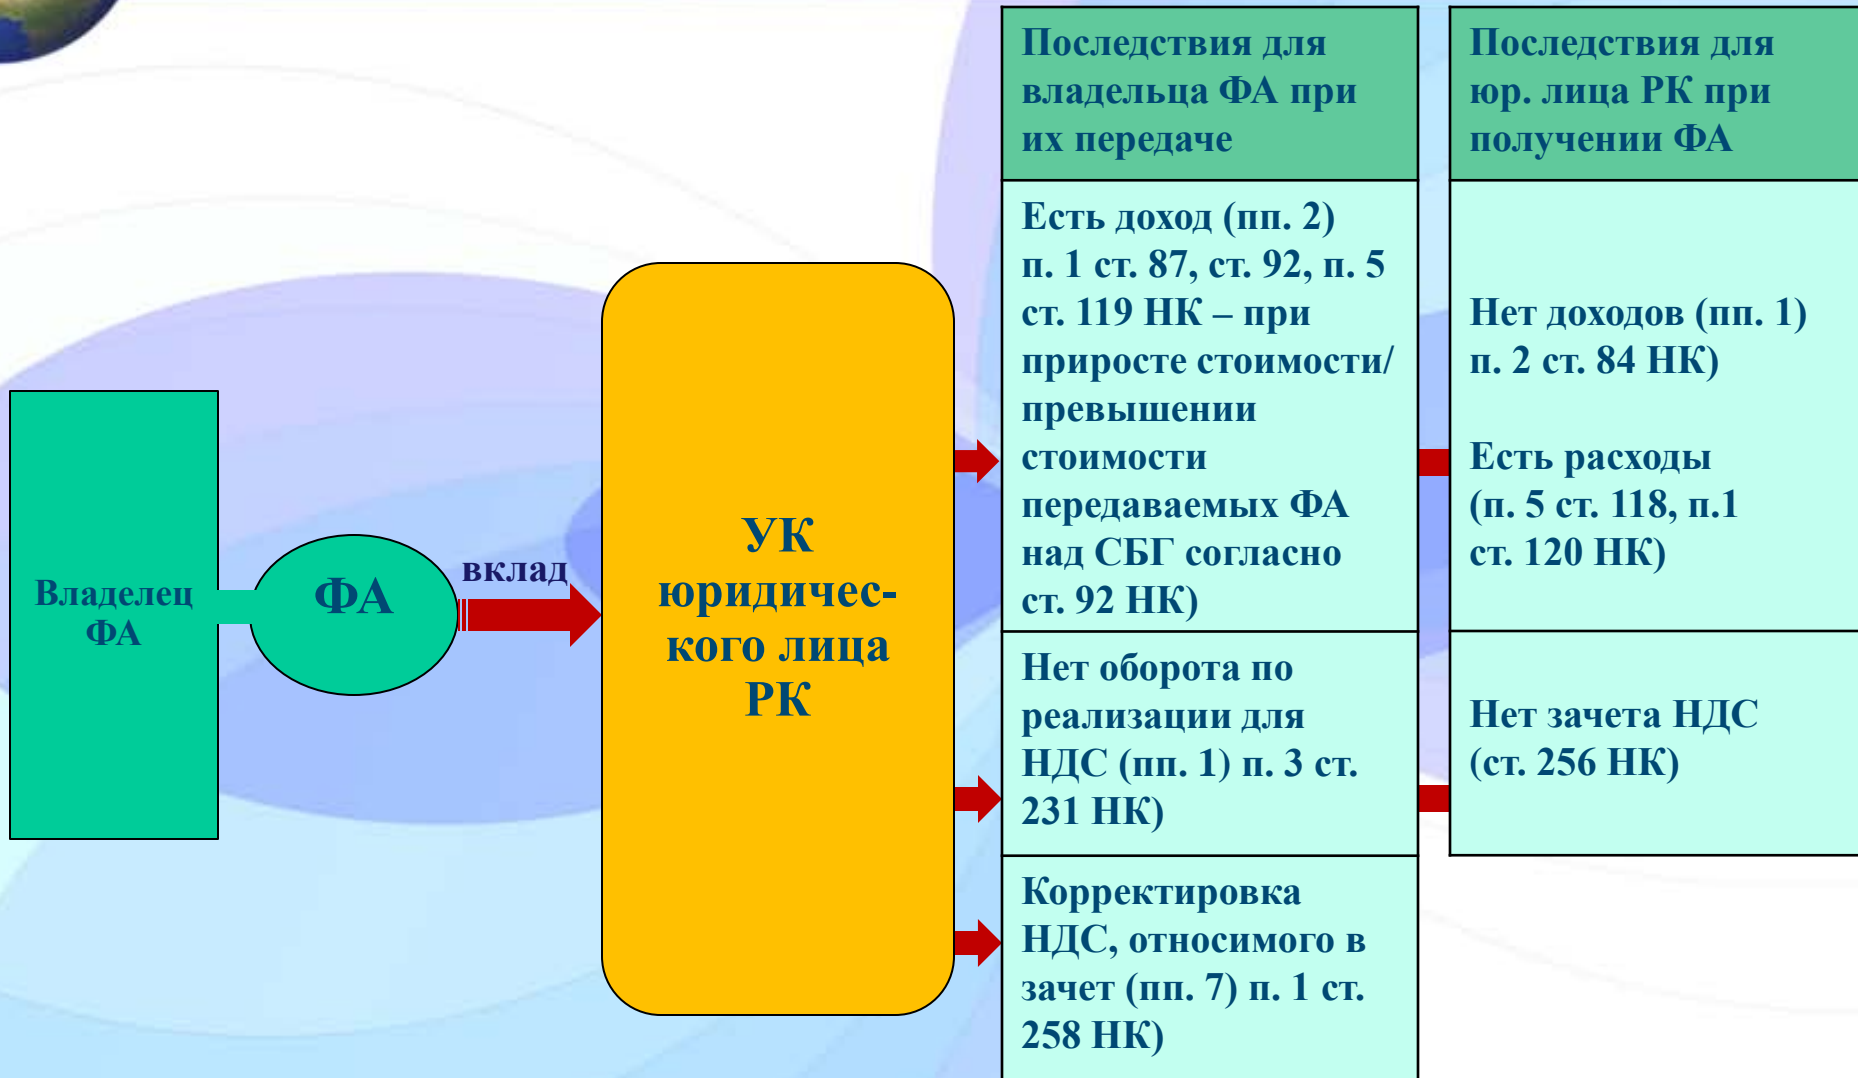 Владелец
ФА
ФА
вклад
УК
юридичес-
кого лица
РК
Последствия для
владельца ФА при
их передаче
Есть доход (пп. 2)
п. 1 ст. 87, ст. 92, п. 5
ст. 119 НК – при
приросте стоимости/
превышении
стоимости
передаваемых ФА
над СБГ согласно
ст. 92 НК)
Нет оборота по
реализации для
НДС (пп. 1) п. 3 ст.
231 НК)
Корректировка
НДС, относимого в
зачет (пп. 7) п. 1 ст.
258 НК)
Последствия для
юр. лица РК при
получении ФА
Нет доходов (пп. 1)
п. 2 ст. 84 НК)
Есть расходы
(п. 5 ст. 118, п.1
ст. 120 НК)
Нет зачета НДС
(ст. 256 НК)